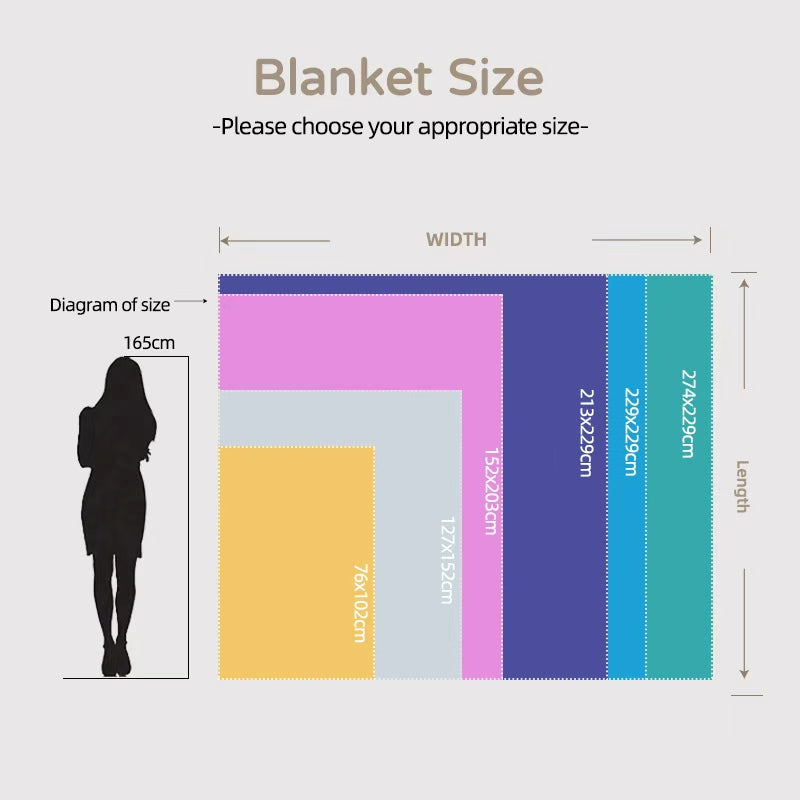 Blanket Size
-Please choose your appropriate size-
WIDTH
Diagram of size
165cm
76x102cm
127x152cm
152x203cm
213x229cm
229x229cm
274x229cm
Length